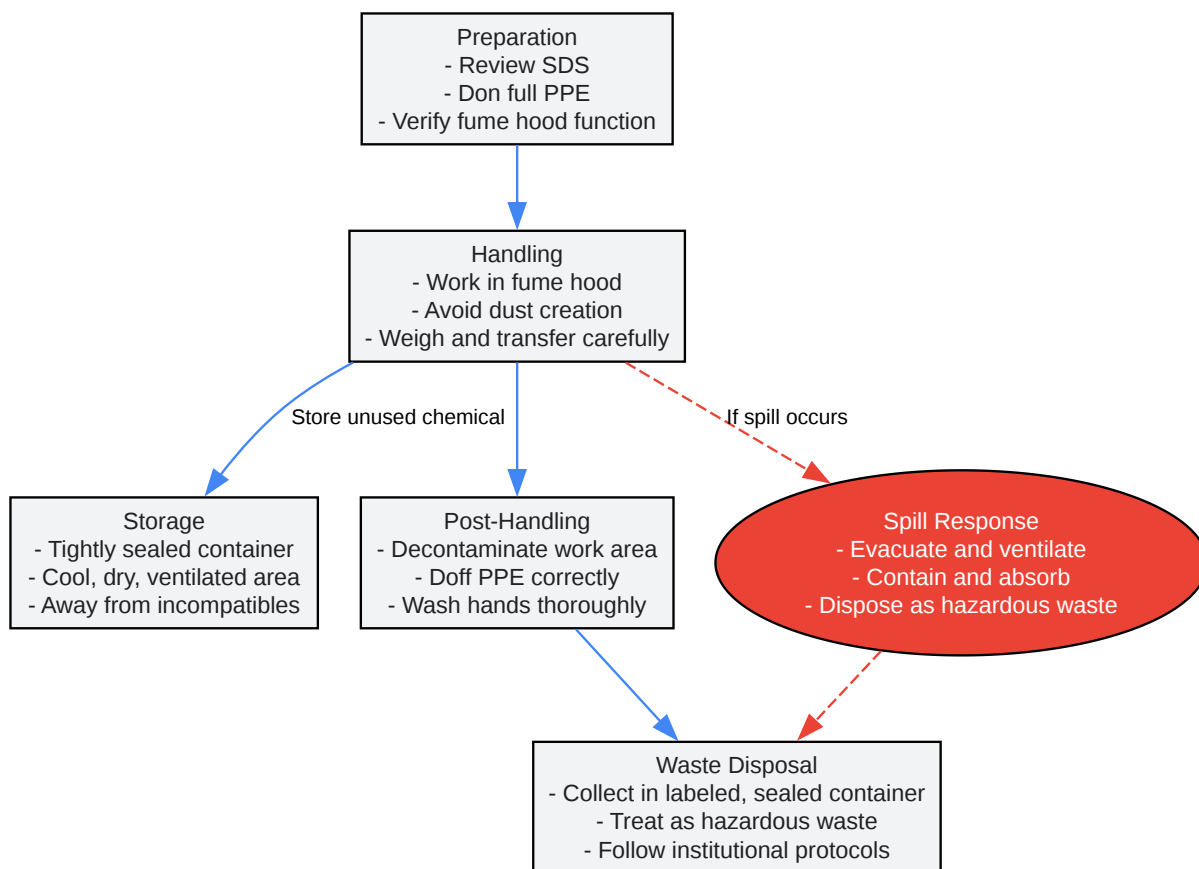 Preparation
- Review SDS
- Don full PPE
- Verify fume hood function
Handling
- Work in fume hood
- Avoid dust creation
- Weigh and transfer carefully
Store unused chemical
If spill occurs
Storage
- Tightly sealed container
- Cool, dry, ventilated area
- Away from incompatibles
Post-Handling
- Decontaminate work area
- Doff PPE correctly
- Wash hands thoroughly
Spill Response
- Evacuate and ventilate
- Contain and absorb
- Dispose as hazardous waste
Waste Disposal
- Collect in labeled, sealed container
- Treat as hazardous waste
- Follow institutional protocols